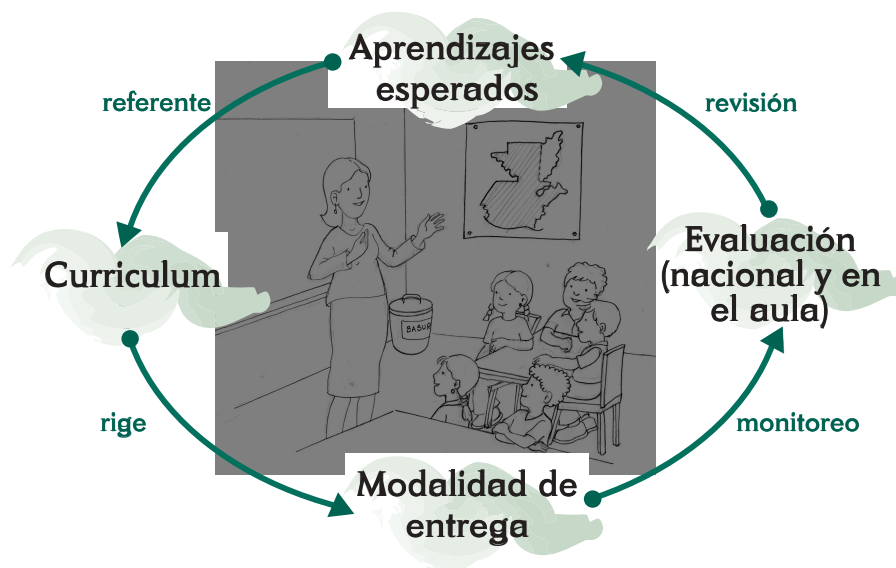 Aprendizajes
esperados
referente
revisión
Curriculum
Evaluación
(nacional y en
el aula)
BASURA
rige
monitoreo
Modalidad de
entrega